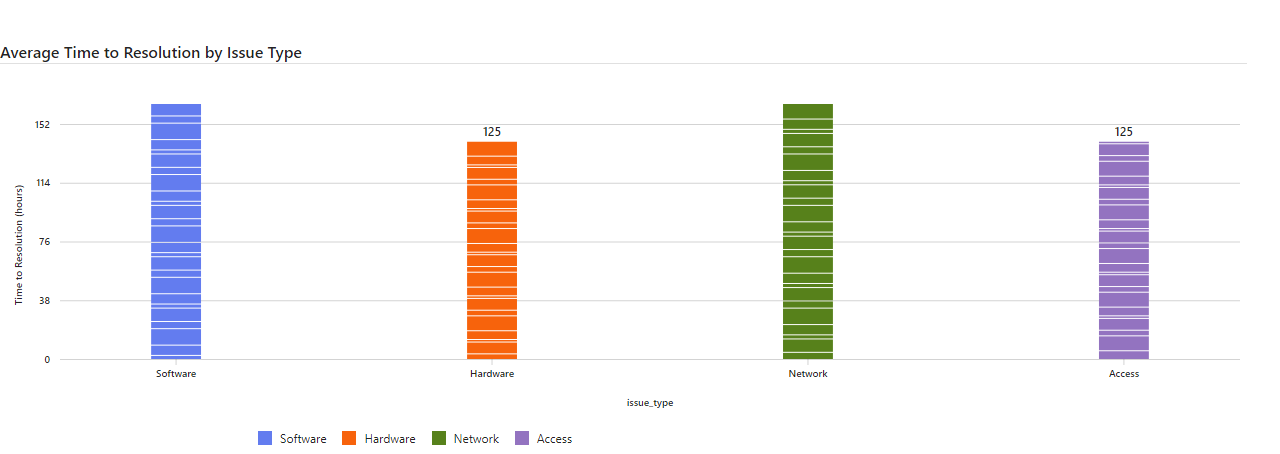 Average Time to Resolution by Issue Type
152
114
76
38
0
Time to Resolution (hours)
125
125
Software
Hardware
Network
Access
issue_type
Software
Hardware
Network
Access